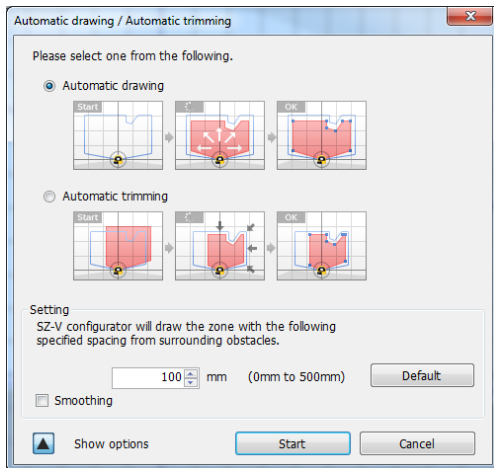 Automatic drawing / Automatic trimming
Please select one from the following.
Automatic drawing
Start OK
Automatic trimming
Start OK
Setting
SZ-V configurator will draw the zone with the following
specified spacing from surrounding obstacles.
100 mm (0mm to 500mm) Default
Smoothing
Show options Start Cancel